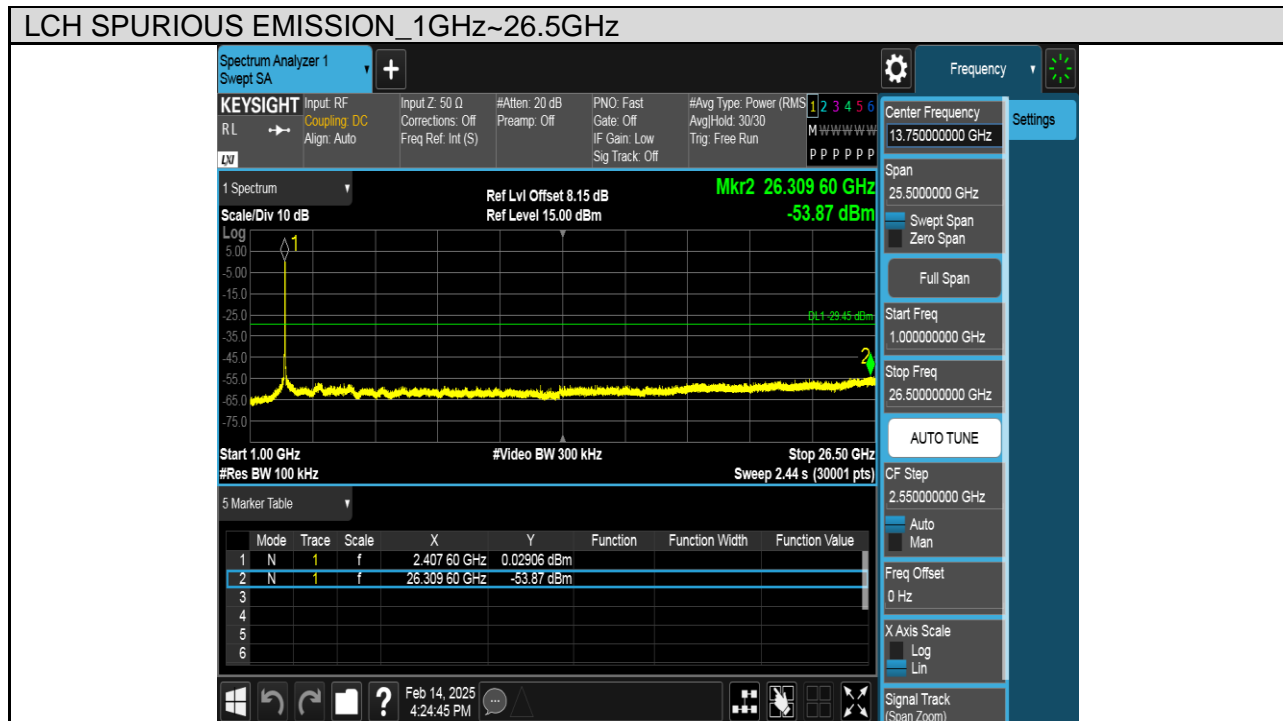 LCH SPURIOUS EMISSION_1GHz~26.5GHz
Spectrum Analyzer 1
Swept SA
Frequency
KEYSIGHT
RL
LXI
Input: RF
Coupling: DC
Align: Auto
Input Z: 50 Ω
Corrections: Off
Freq Ref: Int (S)
#Atten: 20 dB
Preamp: Off
PNO: Fast
Gate: Off
IF Gain: Low
Sig Track: Off
#Avg Type: Power (RMS
Avg|Hold: 30/30
Trig: Free Run
1 2 3 4 5 6
M W W W W W
P P P P P P
1 Spectrum
Scale/Div 10 dB
Ref Lvl Offset 8.15 dB
Ref Level 15.00 dBm
Mkr2 26.309 60 GHz
-53.87 dBm
Log
5.00
-5.00
-15.0
-25.0
-35.0
-45.0
-55.0
-65.0
-75.0
1
DL1 -29.45 dBm
2
Start 1.00 GHz
#Res BW 100 kHz
#Video BW 300 kHz
Stop 26.50 GHz
Sweep 2.44 s (30001 pts)
5 Marker Table
Mode Trace Scale X Y Function Function Width Function Value
1 N 1 f 2.407 60 GHz 0.02906 dBm
2 N 1 f 26.309 60 GHz -53.87 dBm
3
4
5
6
?
Feb 14, 2025
4:24:45 PM
Center Frequency
13.750000000 GHz
Settings
Span
25.5000000 GHz
Swept Span
Zero Span
Full Span
Start Freq
1.000000000 GHz
Stop Freq
26.500000000 GHz
AUTO TUNE
CF Step
2.550000000 GHz
Auto
Man
Freq Offset
0 Hz
X Axis Scale
Log
Lin
Signal Track
(Span Zoom)